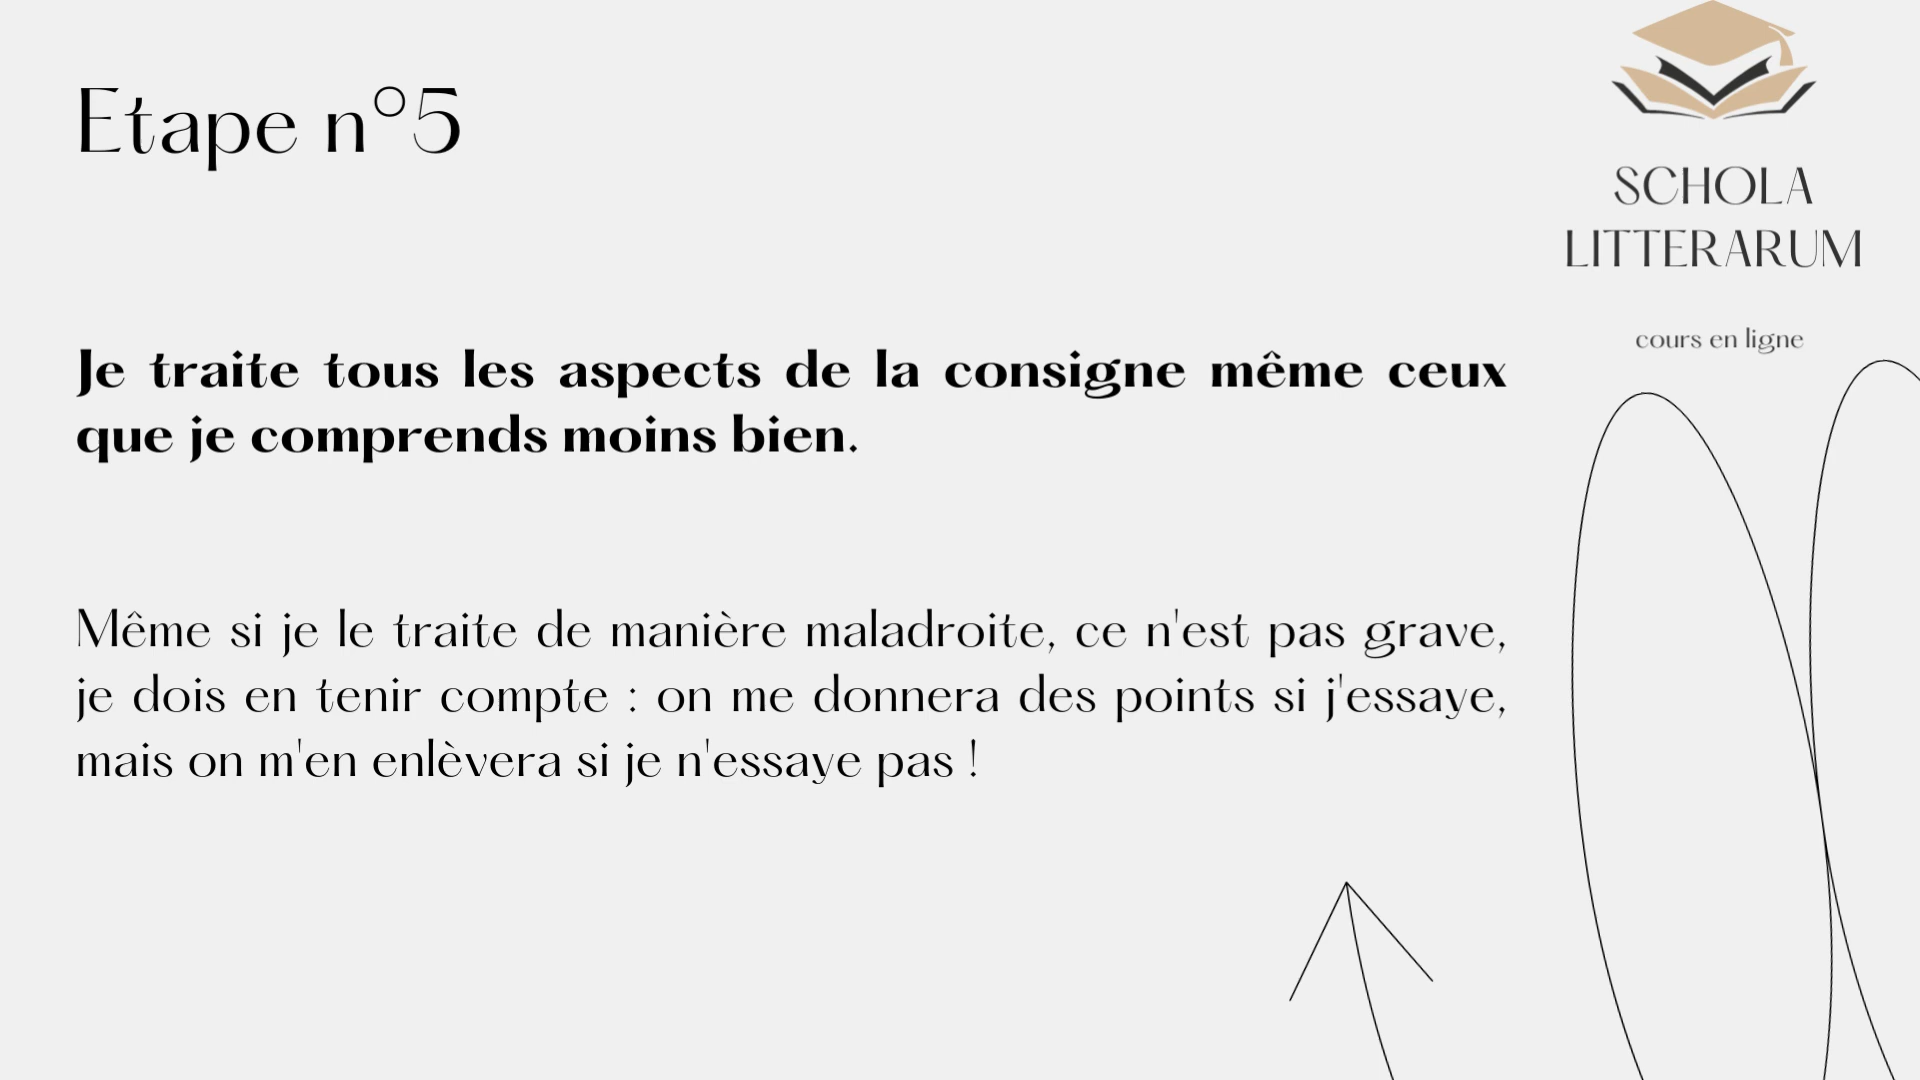 Etape n°5
SCHOLA
LITTERARUM
cours en ligne
Je traite tous les aspects de la consigne même ceux
que je comprends moins bien.
Même si je le traite de manière maladroite, ce n'est pas grave,
je dois en tenir compte : on me donnera des points si j'essaye,
mais on m'en enlèvera si je n'essaye pas !